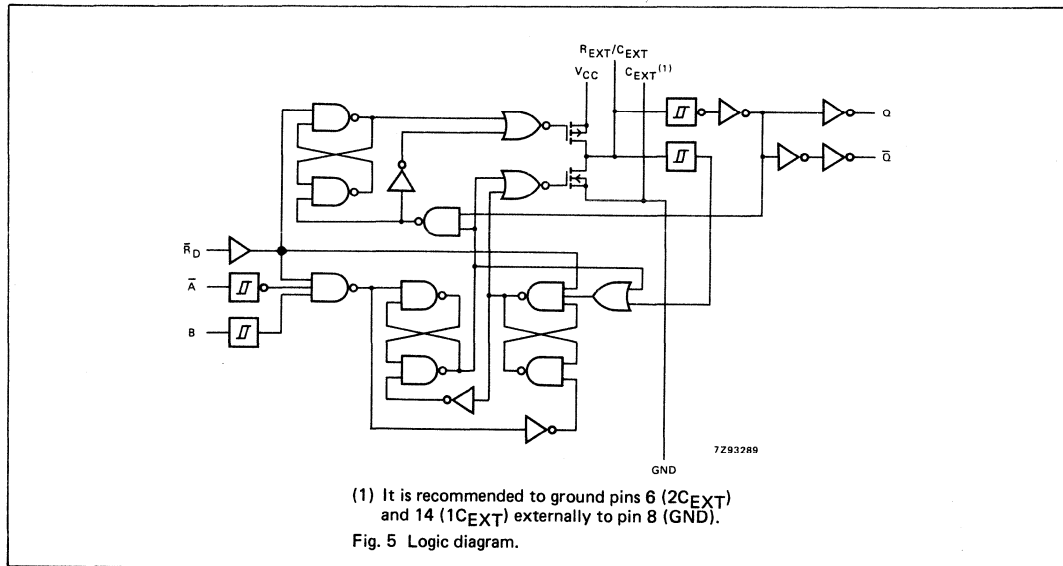 R_EXT/C_EXT
V_CC
C_EXT(1)
Q
Q̅
R̅_D
A̅
B
7Z93289
GND
(1) It is recommended to ground pins 6 (2C_EXT)
and 14 (1C_EXT) externally to pin 8 (GND).
Fig. 5 Logic diagram.